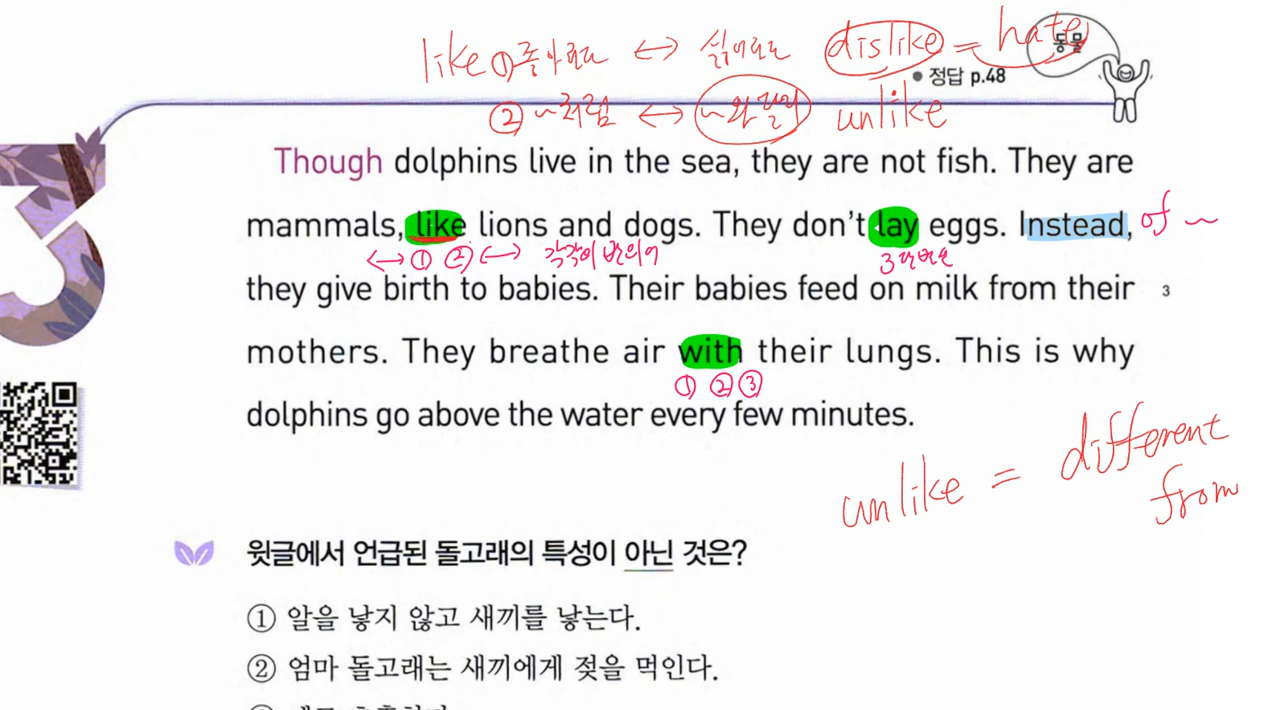 like ①좋아하다 ↔ 싫어하다 dislike = hate
동물
● 정답 p.48
② ~처럼 ↔ ~와 달리 unlike
3
Though dolphins live in the sea, they are not fish. They are
mammals, like lions and dogs. They don't lay eggs. Instead, of ~
↔ ① ② ↔ 각각의 반의어
3단변화
they give birth to babies. Their babies feed on milk from their 3
mothers. They breathe air with their lungs. This is why
① ② ③
dolphins go above the water every few minutes.
unlike = different
from
윗글에서 언급된 돌고래의 특성이 아닌 것은?
① 알을 낳지 않고 새끼를 낳는다.
② 엄마 돌고래는 새끼에게 젖을 먹인다.